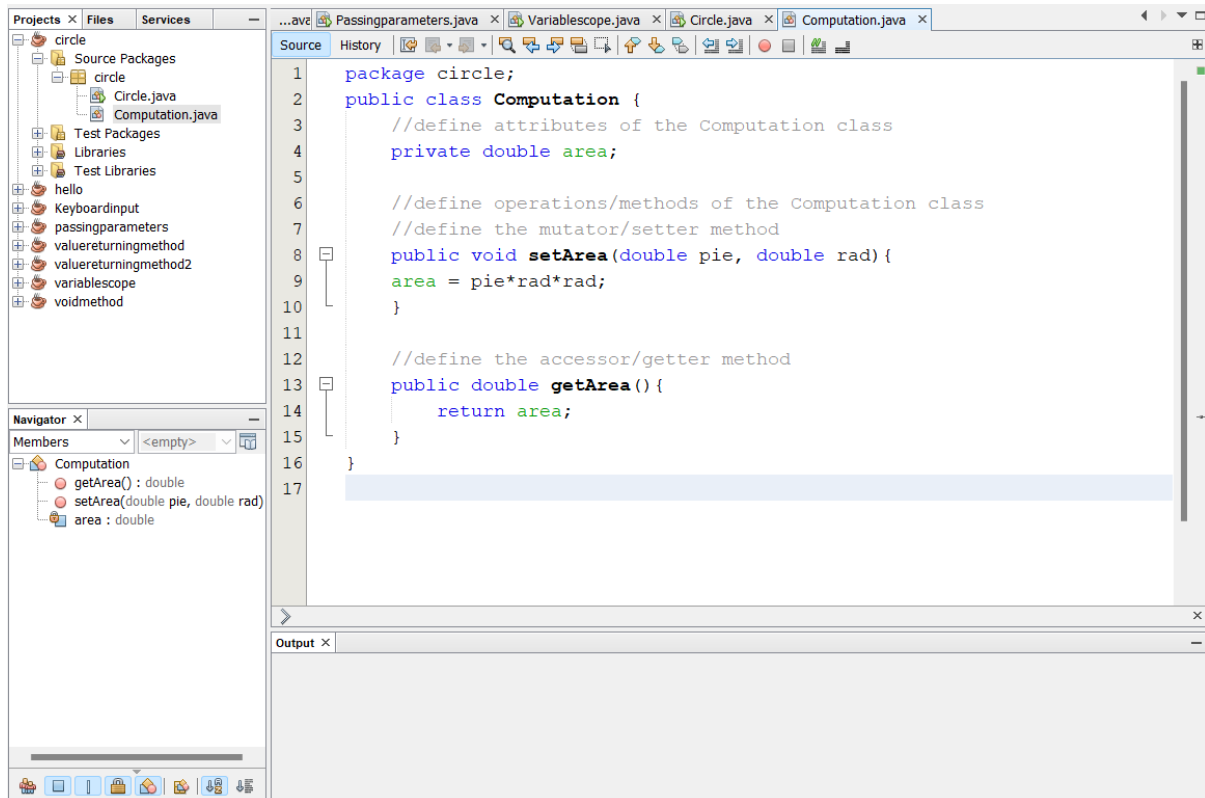 Projects × Files Services
circle
Source Packages
circle
Circle.java
Computation.java
Test Packages
Libraries
Test Libraries
hello
Keyboardinput
passingparameters
valuereturningmethod
valuereturningmethod2
variablescope
voidmethod
Navigator ×
Members <empty>
Computation
getArea() : double
setArea(double pie, double rad)
area : double
...ava Passingparameters.java × Variablescope.java × Circle.java × Computation.java ×
Source History
1 package circle;
2 public class Computation {
3 //define attributes of the Computation class
4 private double area;
5
6 //define operations/methods of the Computation class
7 //define the mutator/setter method
8 public void setArea(double pie, double rad){
9 area = pie*rad*rad;
10 }
11
12 //define the accessor/getter method
13 public double getArea(){
14 return area;
15 }
16 }
17
Output ×